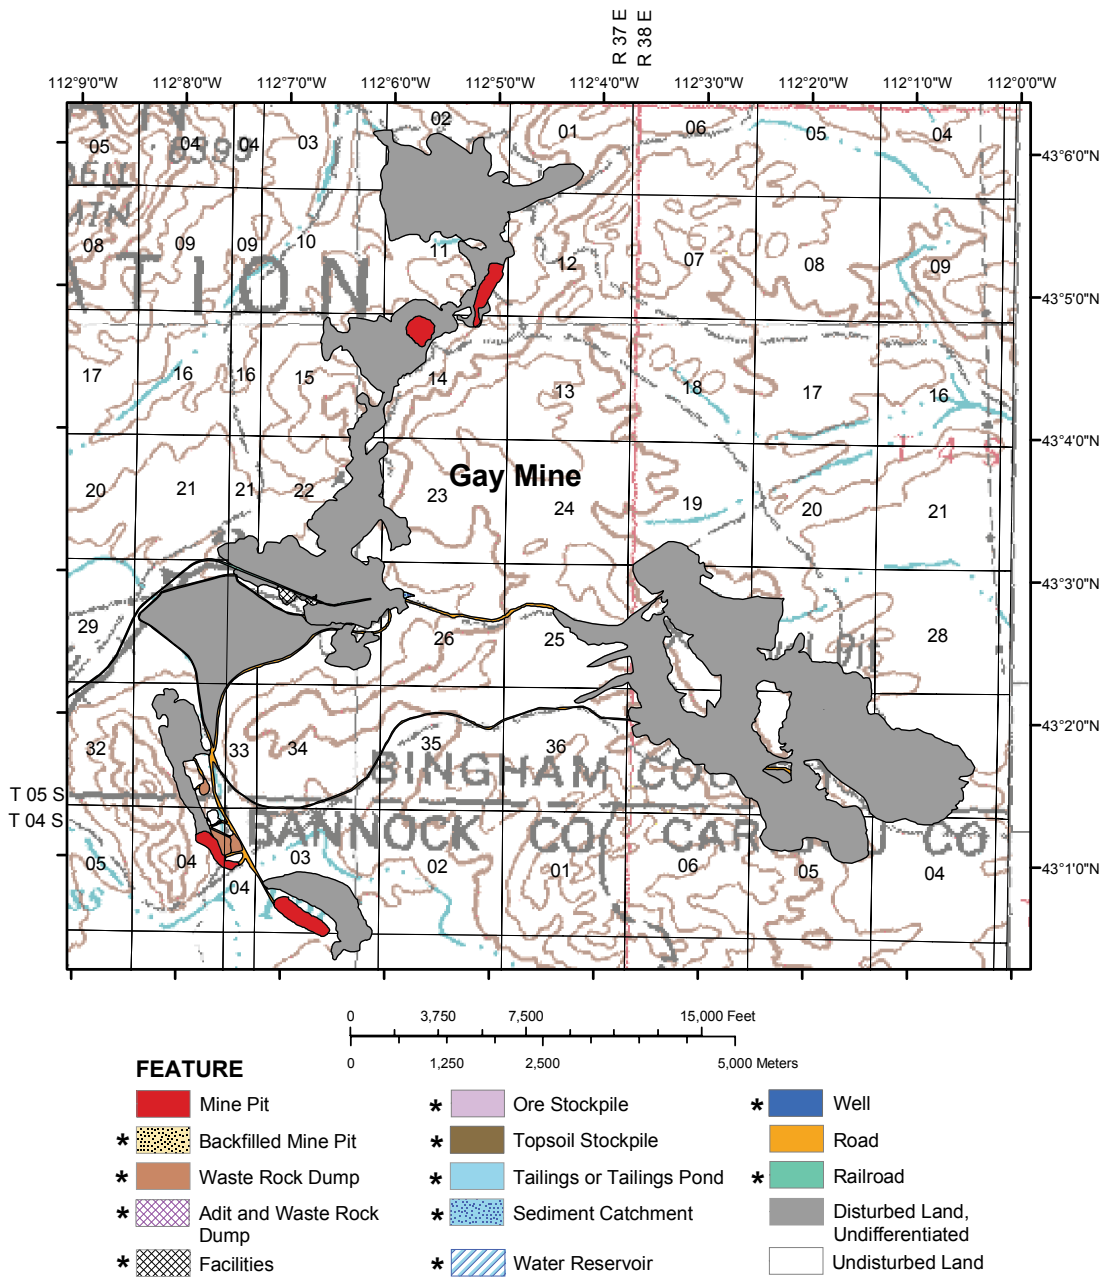 R 37 E
R 38 E
112°9'0"W 112°8'0"W 112°7'0"W 112°6'0"W 112°5'0"W 112°4'0"W 112°3'0"W 112°2'0"W 112°1'0"W 112°0'0"W
05 04 04 03 02 01 06 05 04
6399
43°6'0"N
08 09 09 10 11 12 07 08 09
6200
ATION
43°5'0"N
17 16 16 15 14 13 18 17 16
43°4'0"N
Gay Mine
20 21 21 22 23 24 19 20 21
43°3'0"N
29 26 25 28
Pit
43°2'0"N
32 33 34 35 36
BINGHAM CO
T 05 S
T 04 S
BANNOCK CO CAR CO
05 04 04 03 02 01 06 05 04
43°1'0"N
0 3,750 7,500 15,000 Feet
0 1,250 2,500 5,000 Meters
FEATURE
Mine Pit
* Backfilled Mine Pit
* Waste Rock Dump
* Adit and Waste Rock
Dump
* Facilities
* Ore Stockpile
* Topsoil Stockpile
* Tailings or Tailings Pond
* Sediment Catchment
* Water Reservoir
* Well
Road
* Railroad
Disturbed Land,
Undifferentiated
Undisturbed Land